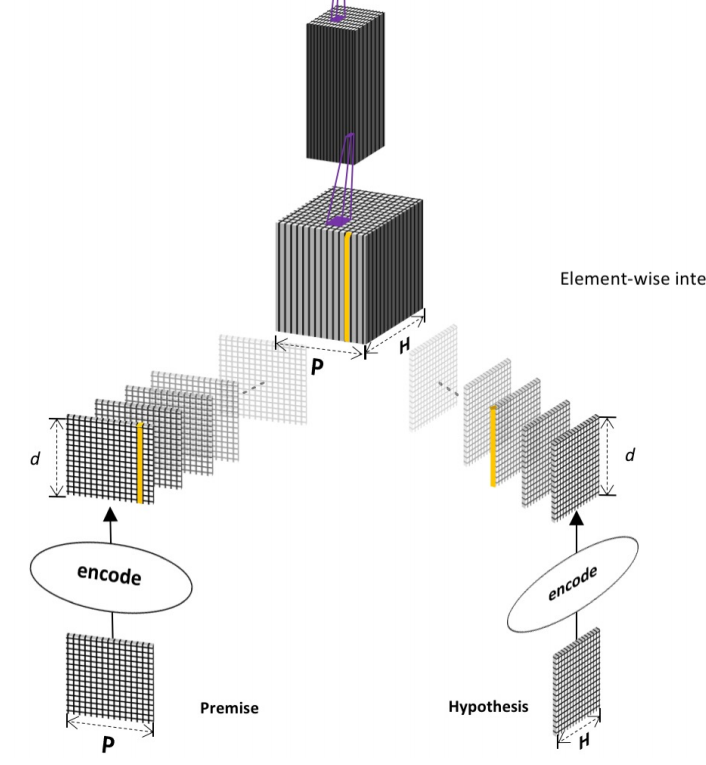 Element-wise inte
P
H
d
d
encode
encode
Premise
Hypothesis
P
H